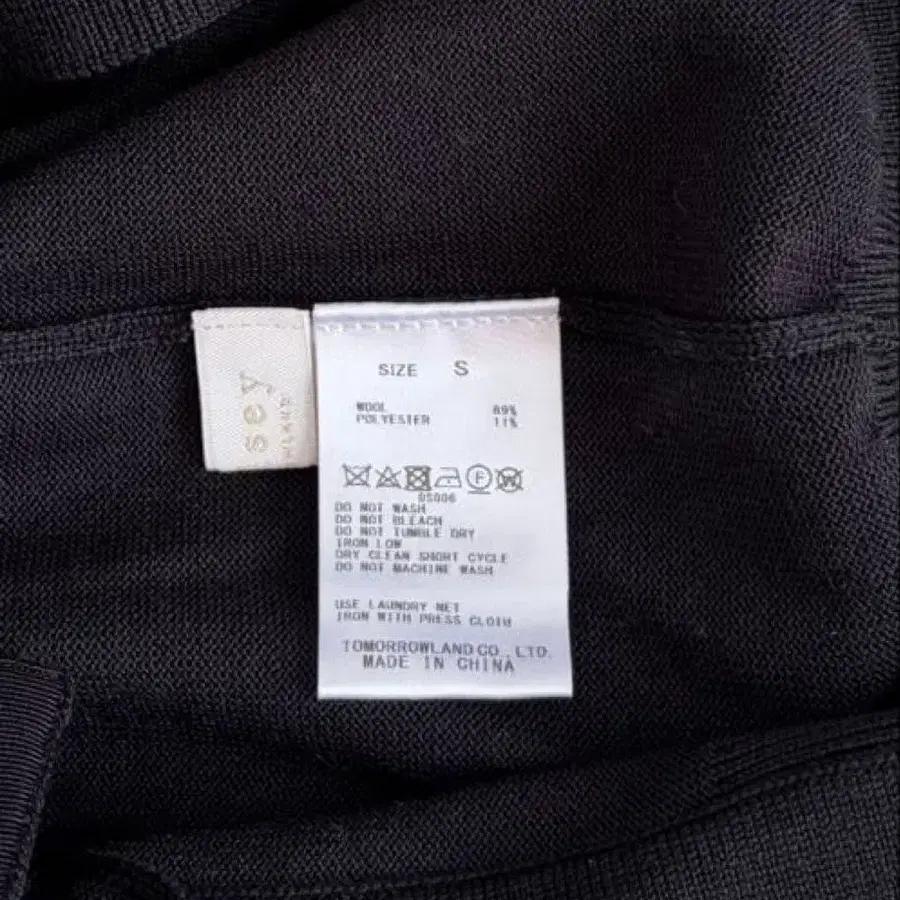 sey
SIZE S
WOOL 89%
POLYESTER 11%
F W
DS006
DO NOT WASH
DO NOT BLEACH
DO NOT TUMBLE DRY
IRON LOW
DRY CLEAN SHORT CYCLE
DO NOT MACHINE WASH
USE LAUNDRY NET
IRON WITH PRESS CLOTH
TOMORROWLAND CO., LTD.
MADE IN CHINA